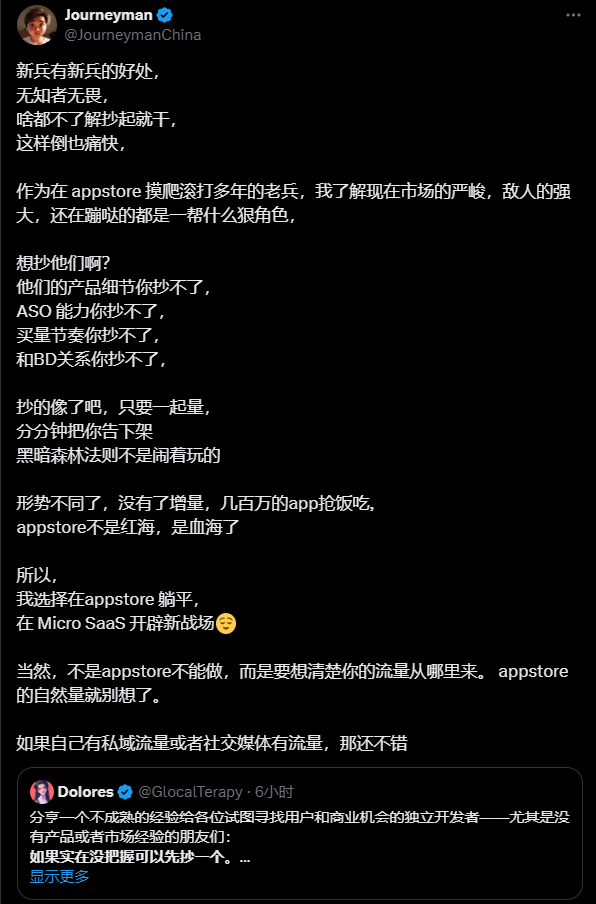 Journeyman
@JourneymanChina
新兵有新兵的好处，
无知者无畏，
啥都不了解抄起就干，
这样倒也痛快，
作为在 appstore 摸爬滚打多年的老兵，我了解现在市场的严峻，敌人的强
大，还在蹦哒的都是一帮什么狠角色，
想抄他们啊？
他们的产品细节你抄不了，
ASO 能力你抄不了，
买量节奏你抄不了，
和BD关系你抄不了，
抄的像了吧，只要一起量，
分分钟把你告下架
黑暗森林法则不是闹着玩的
形势不同了，没有了增量，几百万的app抢饭吃。
appstore不是红海，是血海了
所以，
我选择在appstore 躺平，
在 Micro SaaS 开辟新战场😌
当然，不是appstore不能做，而是要想清楚你的流量从哪里来。 appstore
的自然量就别想了。
如果自己有私域流量或者社交媒体有流量，那还不错
Dolores @GlocalTerapy · 6小时
分享一个不成熟的经验给各位试图寻找用户和商业机会的独立开发者——尤其是没
有产品或者市场经验的朋友们：
如果实在没把握可以先抄一个。...
显示更多